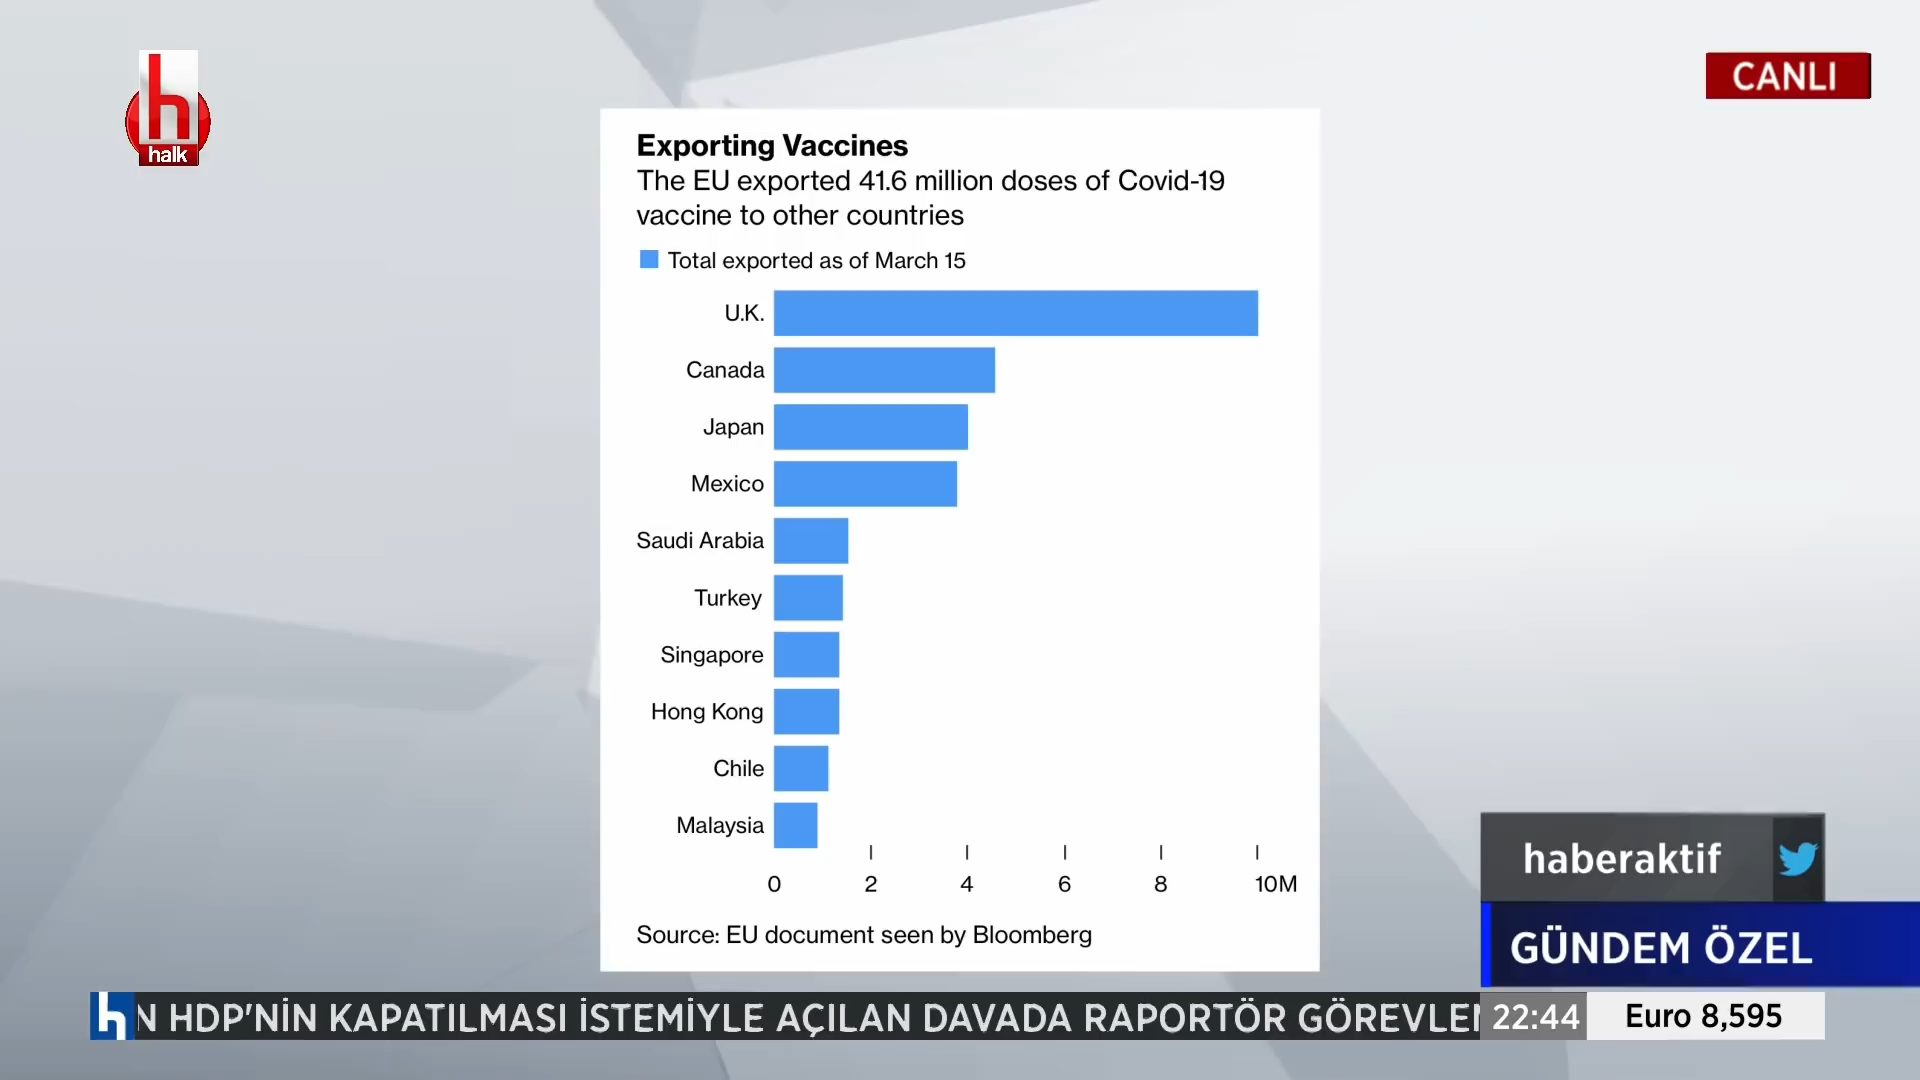 h
halk
CANLI
Exporting Vaccines
The EU exported 41.6 million doses of Covid-19
vaccine to other countries
Total exported as of March 15
U.K.
Canada
Japan
Mexico
Saudi Arabia
Turkey
Singapore
Hong Kong
Chile
Malaysia
0 2 4 6 8 10M
Source: EU document seen by Bloomberg
haberaktif
GÜNDEM ÖZEL
h N HDP'NİN KAPATILMASI İSTEMİYLE AÇILAN DAVADA RAPORTÖR GÖREVLEN 22:44 Euro 8,595